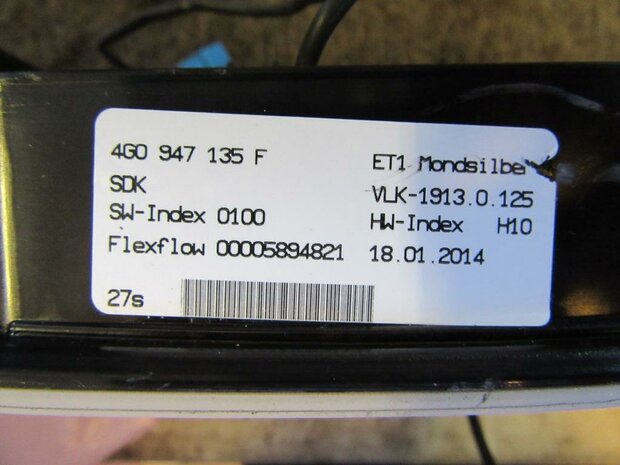 4G0 947 135 F ET1 Mondsilber
SDK VLK-1913.0.125
SW-Index 0100 HW-Index H10
Flexflow 00005894821 18.01.2014
27s